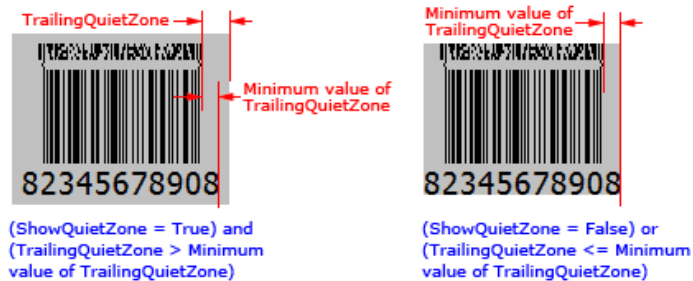 TrailingQuietZone
Minimum value of
TrailingQuietZone
82345678908
(ShowQuietZone = True) and
(TrailingQuietZone > Minimum
value of TrailingQuietZone)
Minimum value of
TrailingQuietZone
82345678908
(ShowQuietZone = False) or
(TrailingQuietZone <= Minimum
value of TrailingQuietZone)